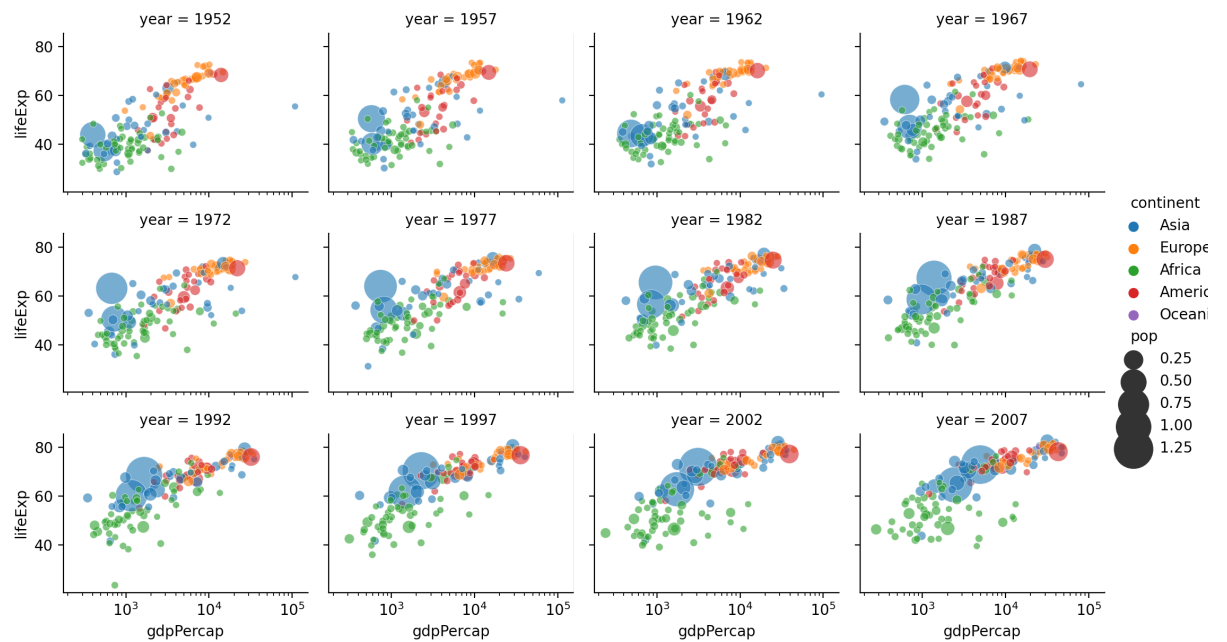 year = 1952
year = 1957
year = 1962
year = 1967
80
60
40
lifeExp
year = 1972
year = 1977
year = 1982
year = 1987
80
60
40
lifeExp
year = 1992
year = 1997
year = 2002
year = 2007
80
60
40
lifeExp
10³ 10⁴ 10⁵
10³ 10⁴ 10⁵
10³ 10⁴ 10⁵
10³ 10⁴ 10⁵
gdpPercap
gdpPercap
gdpPercap
gdpPercap
continent
Asia
Europe
Africa
Americ
Oceani
pop
0.25
0.50
0.75
1.00
1.25